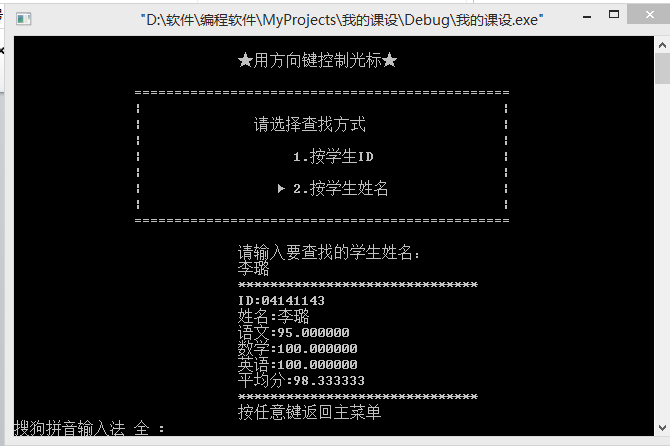 "D:\软件\编程软件\MyProjects\我的课设\Debug\我的课设.exe"
★用方向键控制光标★
===============================================
请选择查找方式
1.按学生ID
▶ 2.按学生姓名
===============================================
请输入要查找的学生姓名:
李璐
******************************
ID:04141143
姓名:李璐
语文:95.000000
数学:100.000000
英语:100.000000
平均分:98.333333
******************************
按任意键返回主菜单
搜狗拼音输入法 全 :